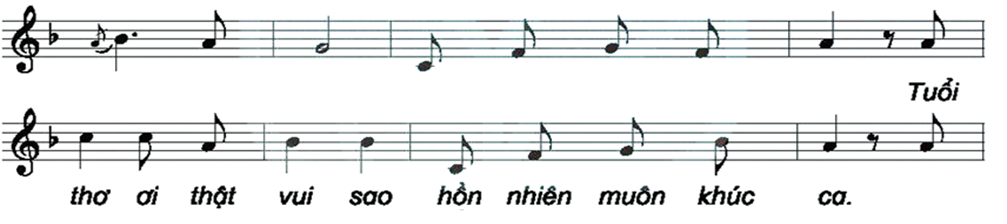 Tuổi
thơ ơi thật vui sao hồn nhiên muôn khúc ca.